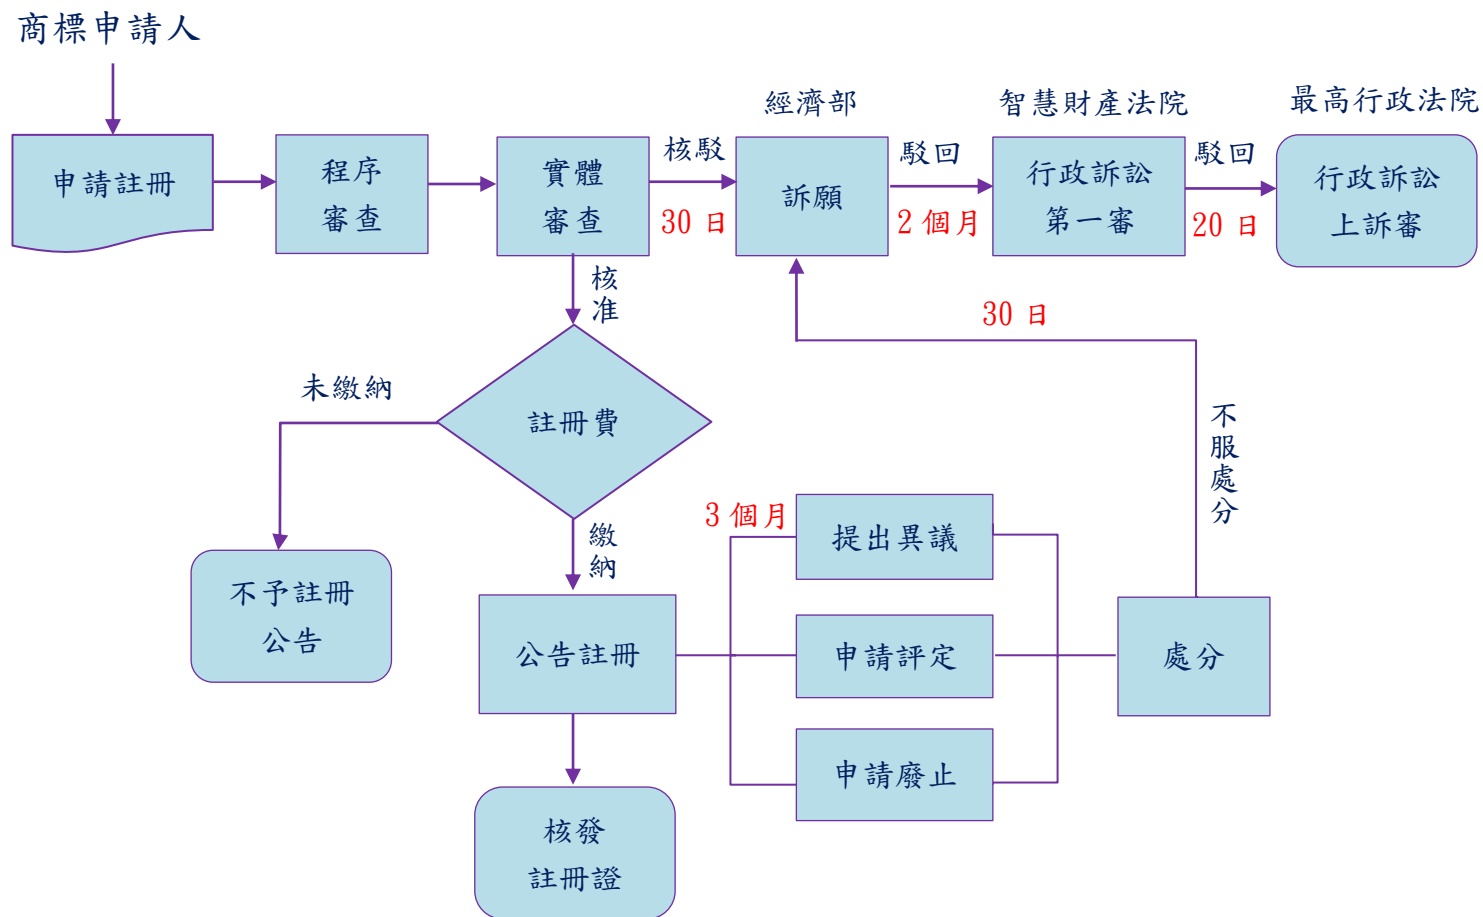 商標申請人
經濟部
智慧財產法院
最高行政法院
申請註冊
程序
審查
實體
審查
核駁
30 日
訴願
駁回
2 個月
行政訴訟
第一審
駁回
20 日
行政訴訟
上訴審
核准
30 日
未繳納
註冊費
不服處分
繳納
3 個月
提出異議
不予註冊
公告
公告註冊
申請評定
處分
申請廢止
核發
註冊證